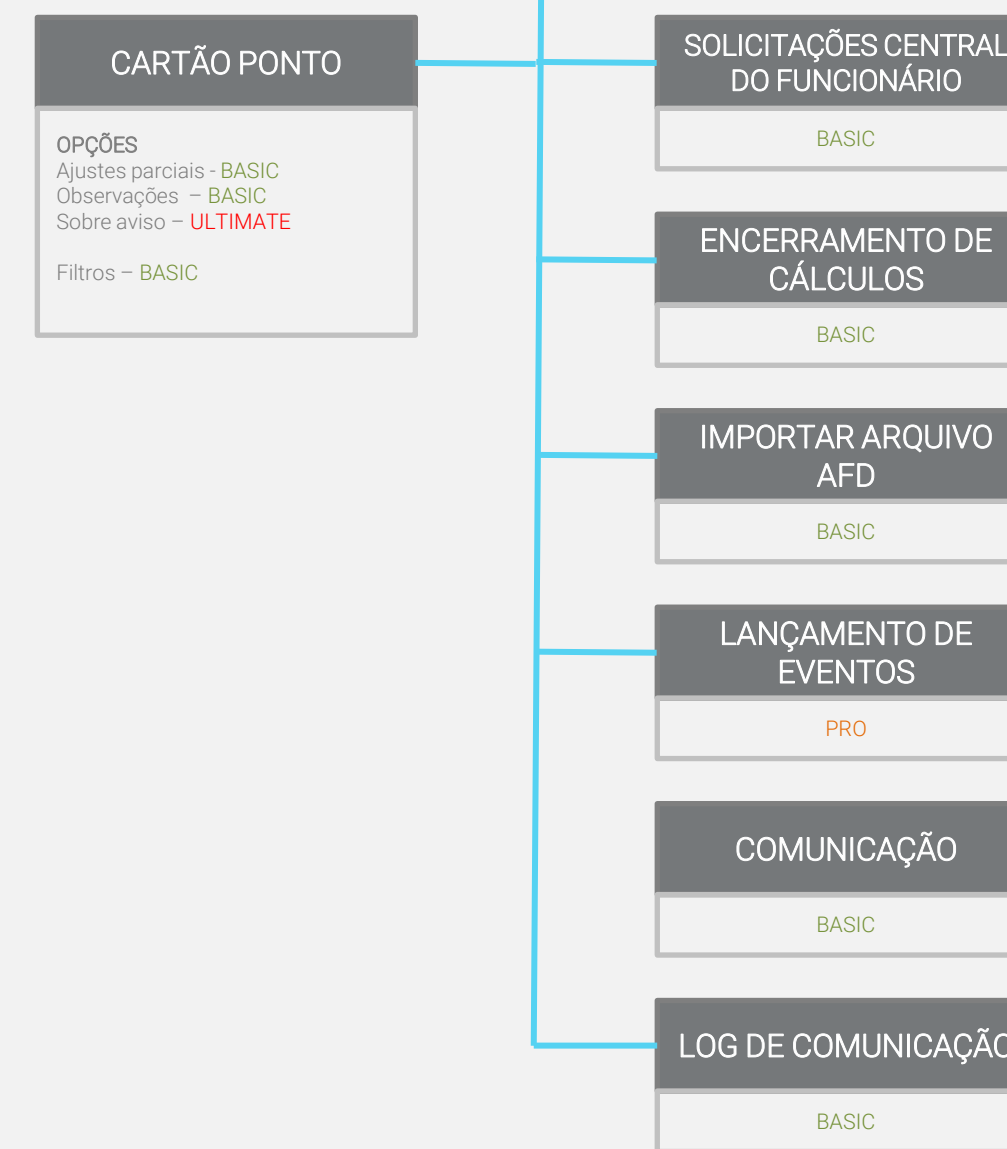 CARTÃO PONTO
OPÇÕES
Ajustes parciais - BASIC
Observações – BASIC
Sobre aviso – ULTIMATE
Filtros – BASIC
SOLICITAÇÕES CENTRAL
DO FUNCIONÁRIO
BASIC
ENCERRAMENTO DE
CÁLCULOS
BASIC
IMPORTAR ARQUIVO
AFD
BASIC
LANÇAMENTO DE
EVENTOS
PRO
COMUNICAÇÃO
BASIC
LOG DE COMUNICAÇÃO
BASIC